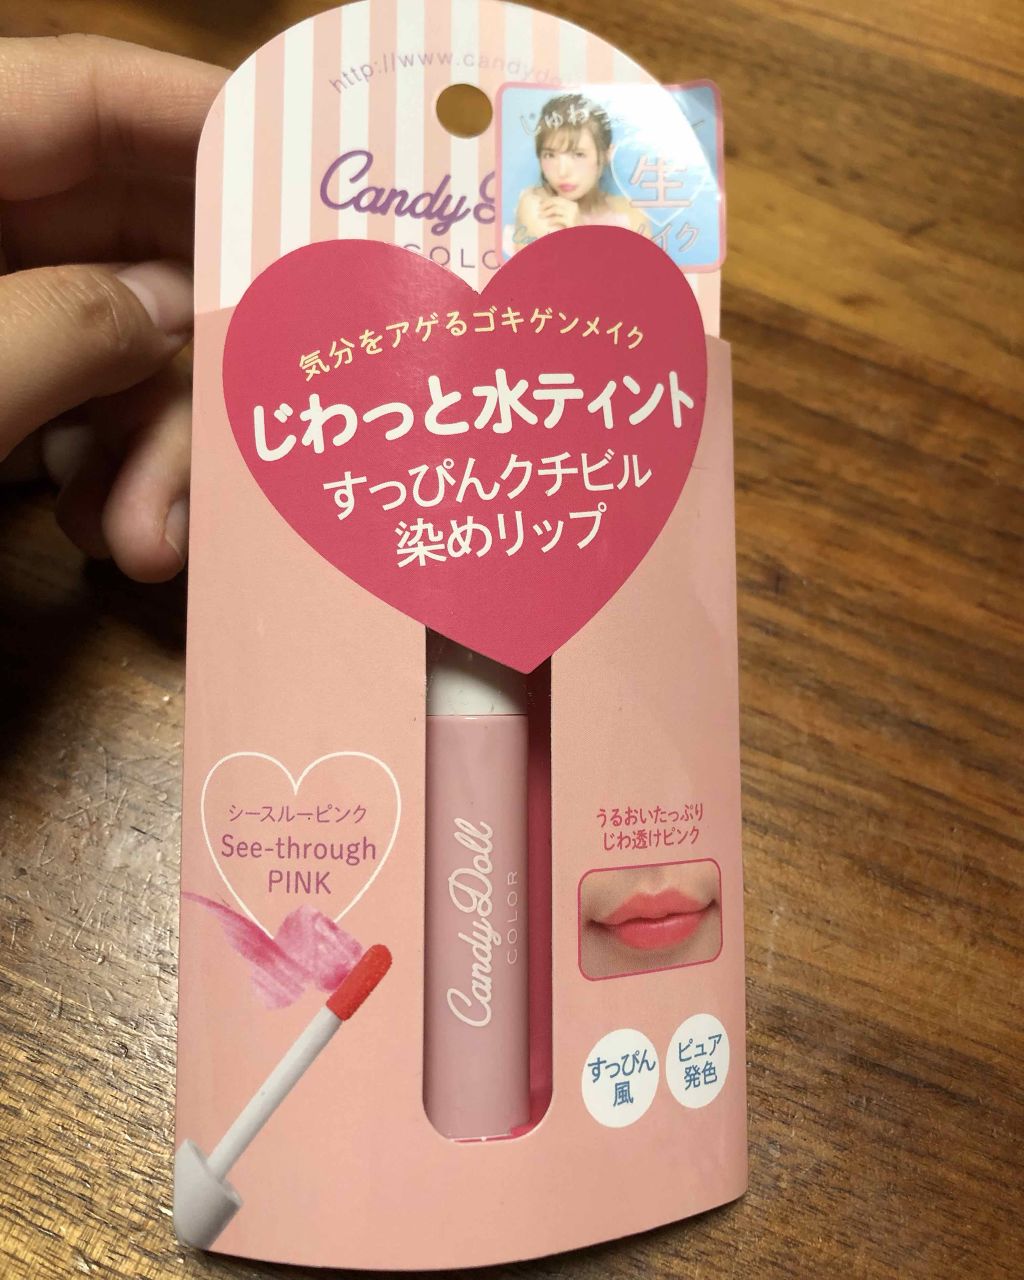 http://www.candyd
じゅわ
生
メイク
Candy
COLO
気分をアゲるゴキゲンメイク
じわっと水ティント
すっぴんクチビル
染めリップ
シースルーピンク
See-through
PINK
Candy Doll
COLOR
うるおいたっぷり
じわ透けピンク
すっぴん
風
ピュア
発色